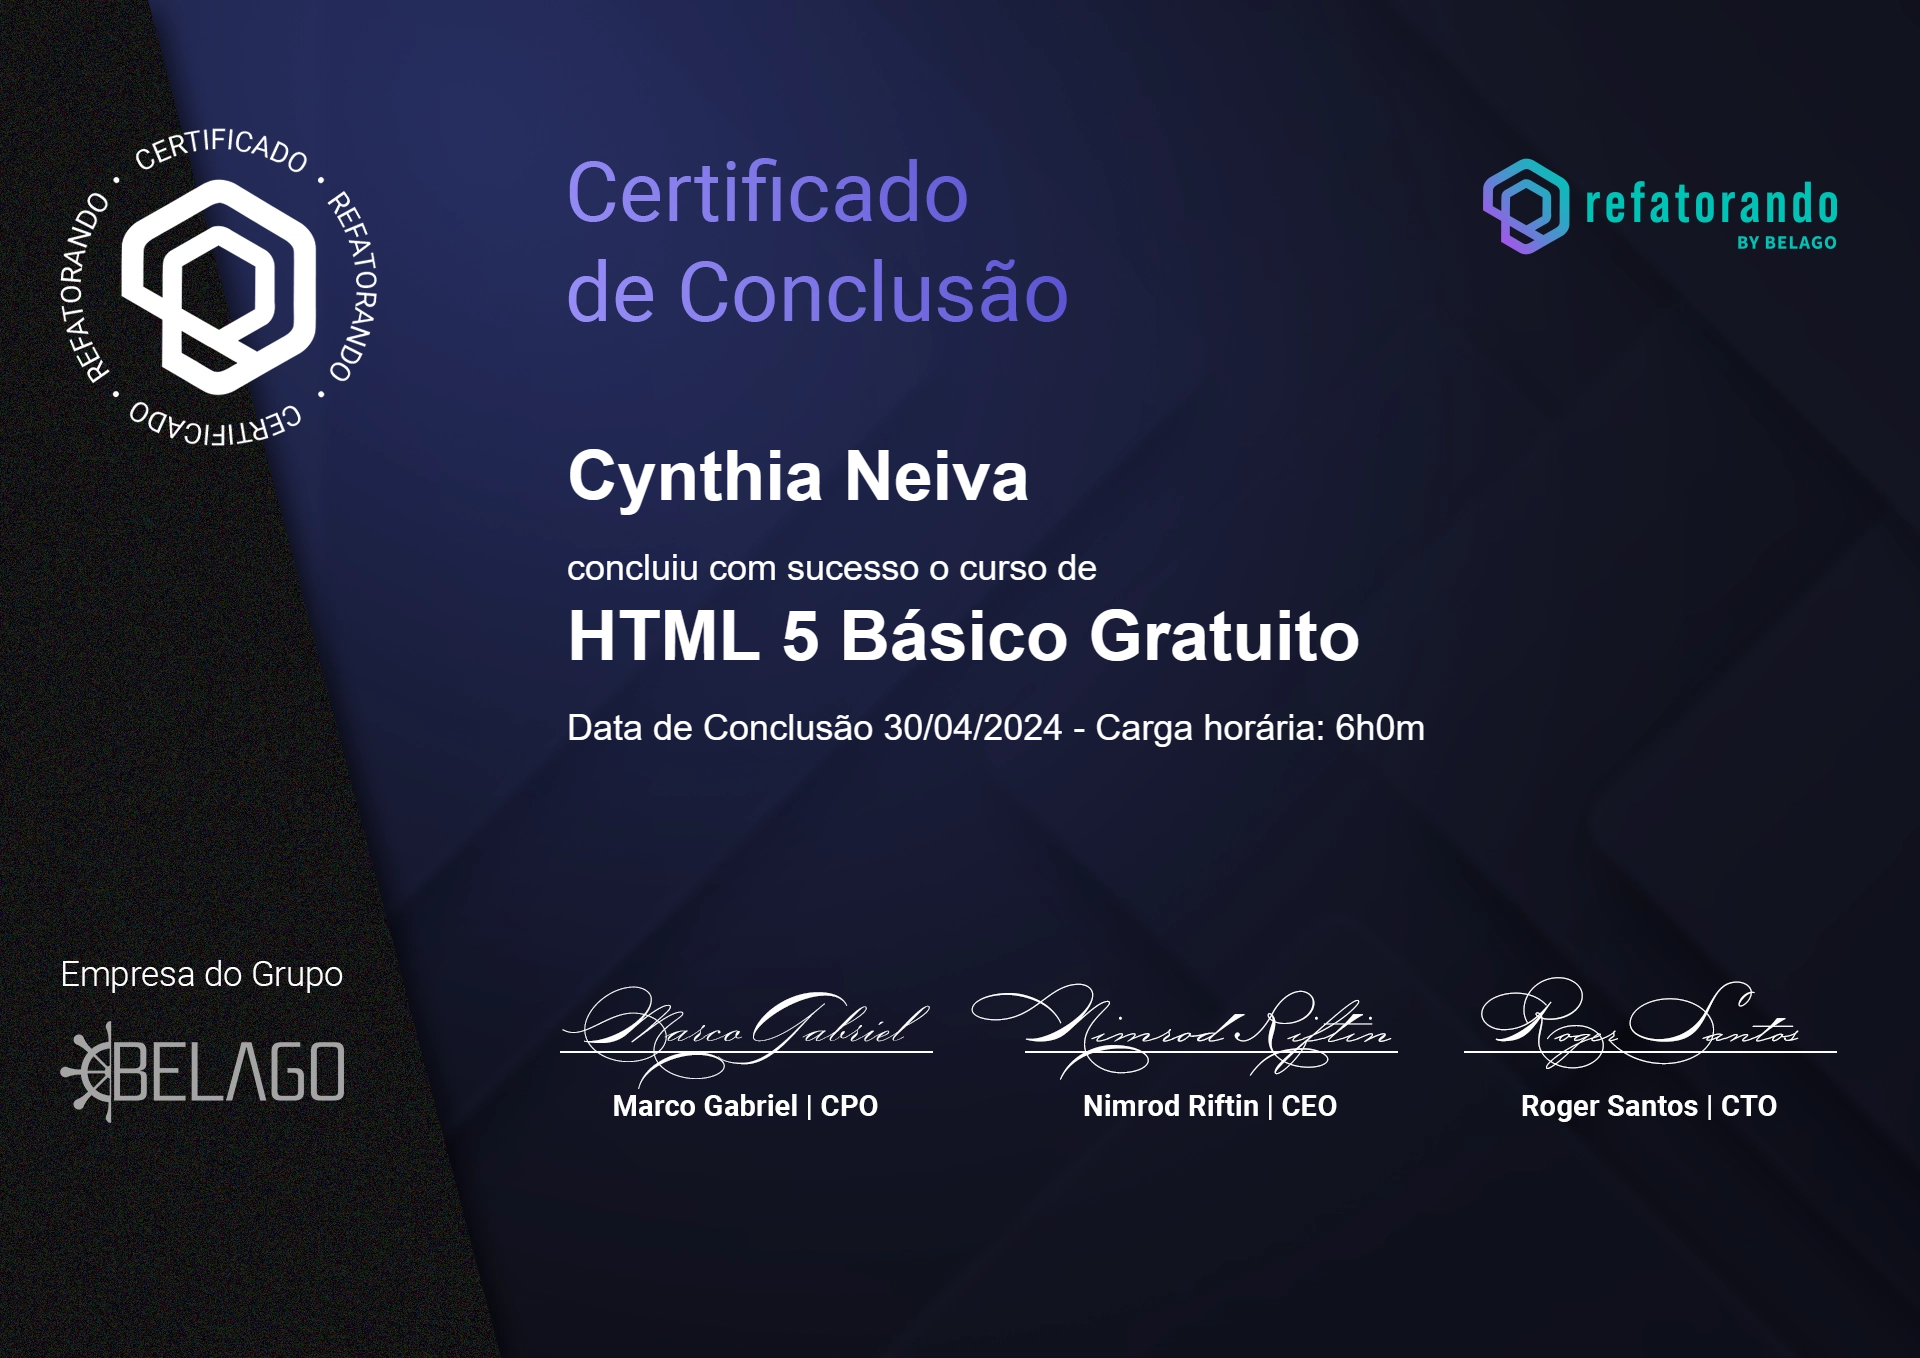 CERTIFICADO • REFATORANDO • CERTIFICADO • REFATORANDO •
Certificado
de Conclusão
refatorando
BY BELAGO
Cynthia Neiva
concluiu com sucesso o curso de
HTML 5 Básico Gratuito
Data de Conclusão 30/04/2024 - Carga horária: 6h0m
Empresa do Grupo
BELAGO
Marco Gabriel
Marco Gabriel | CPO
Nimrod Riftin
Nimrod Riftin | CEO
Roger Santos
Roger Santos | CTO